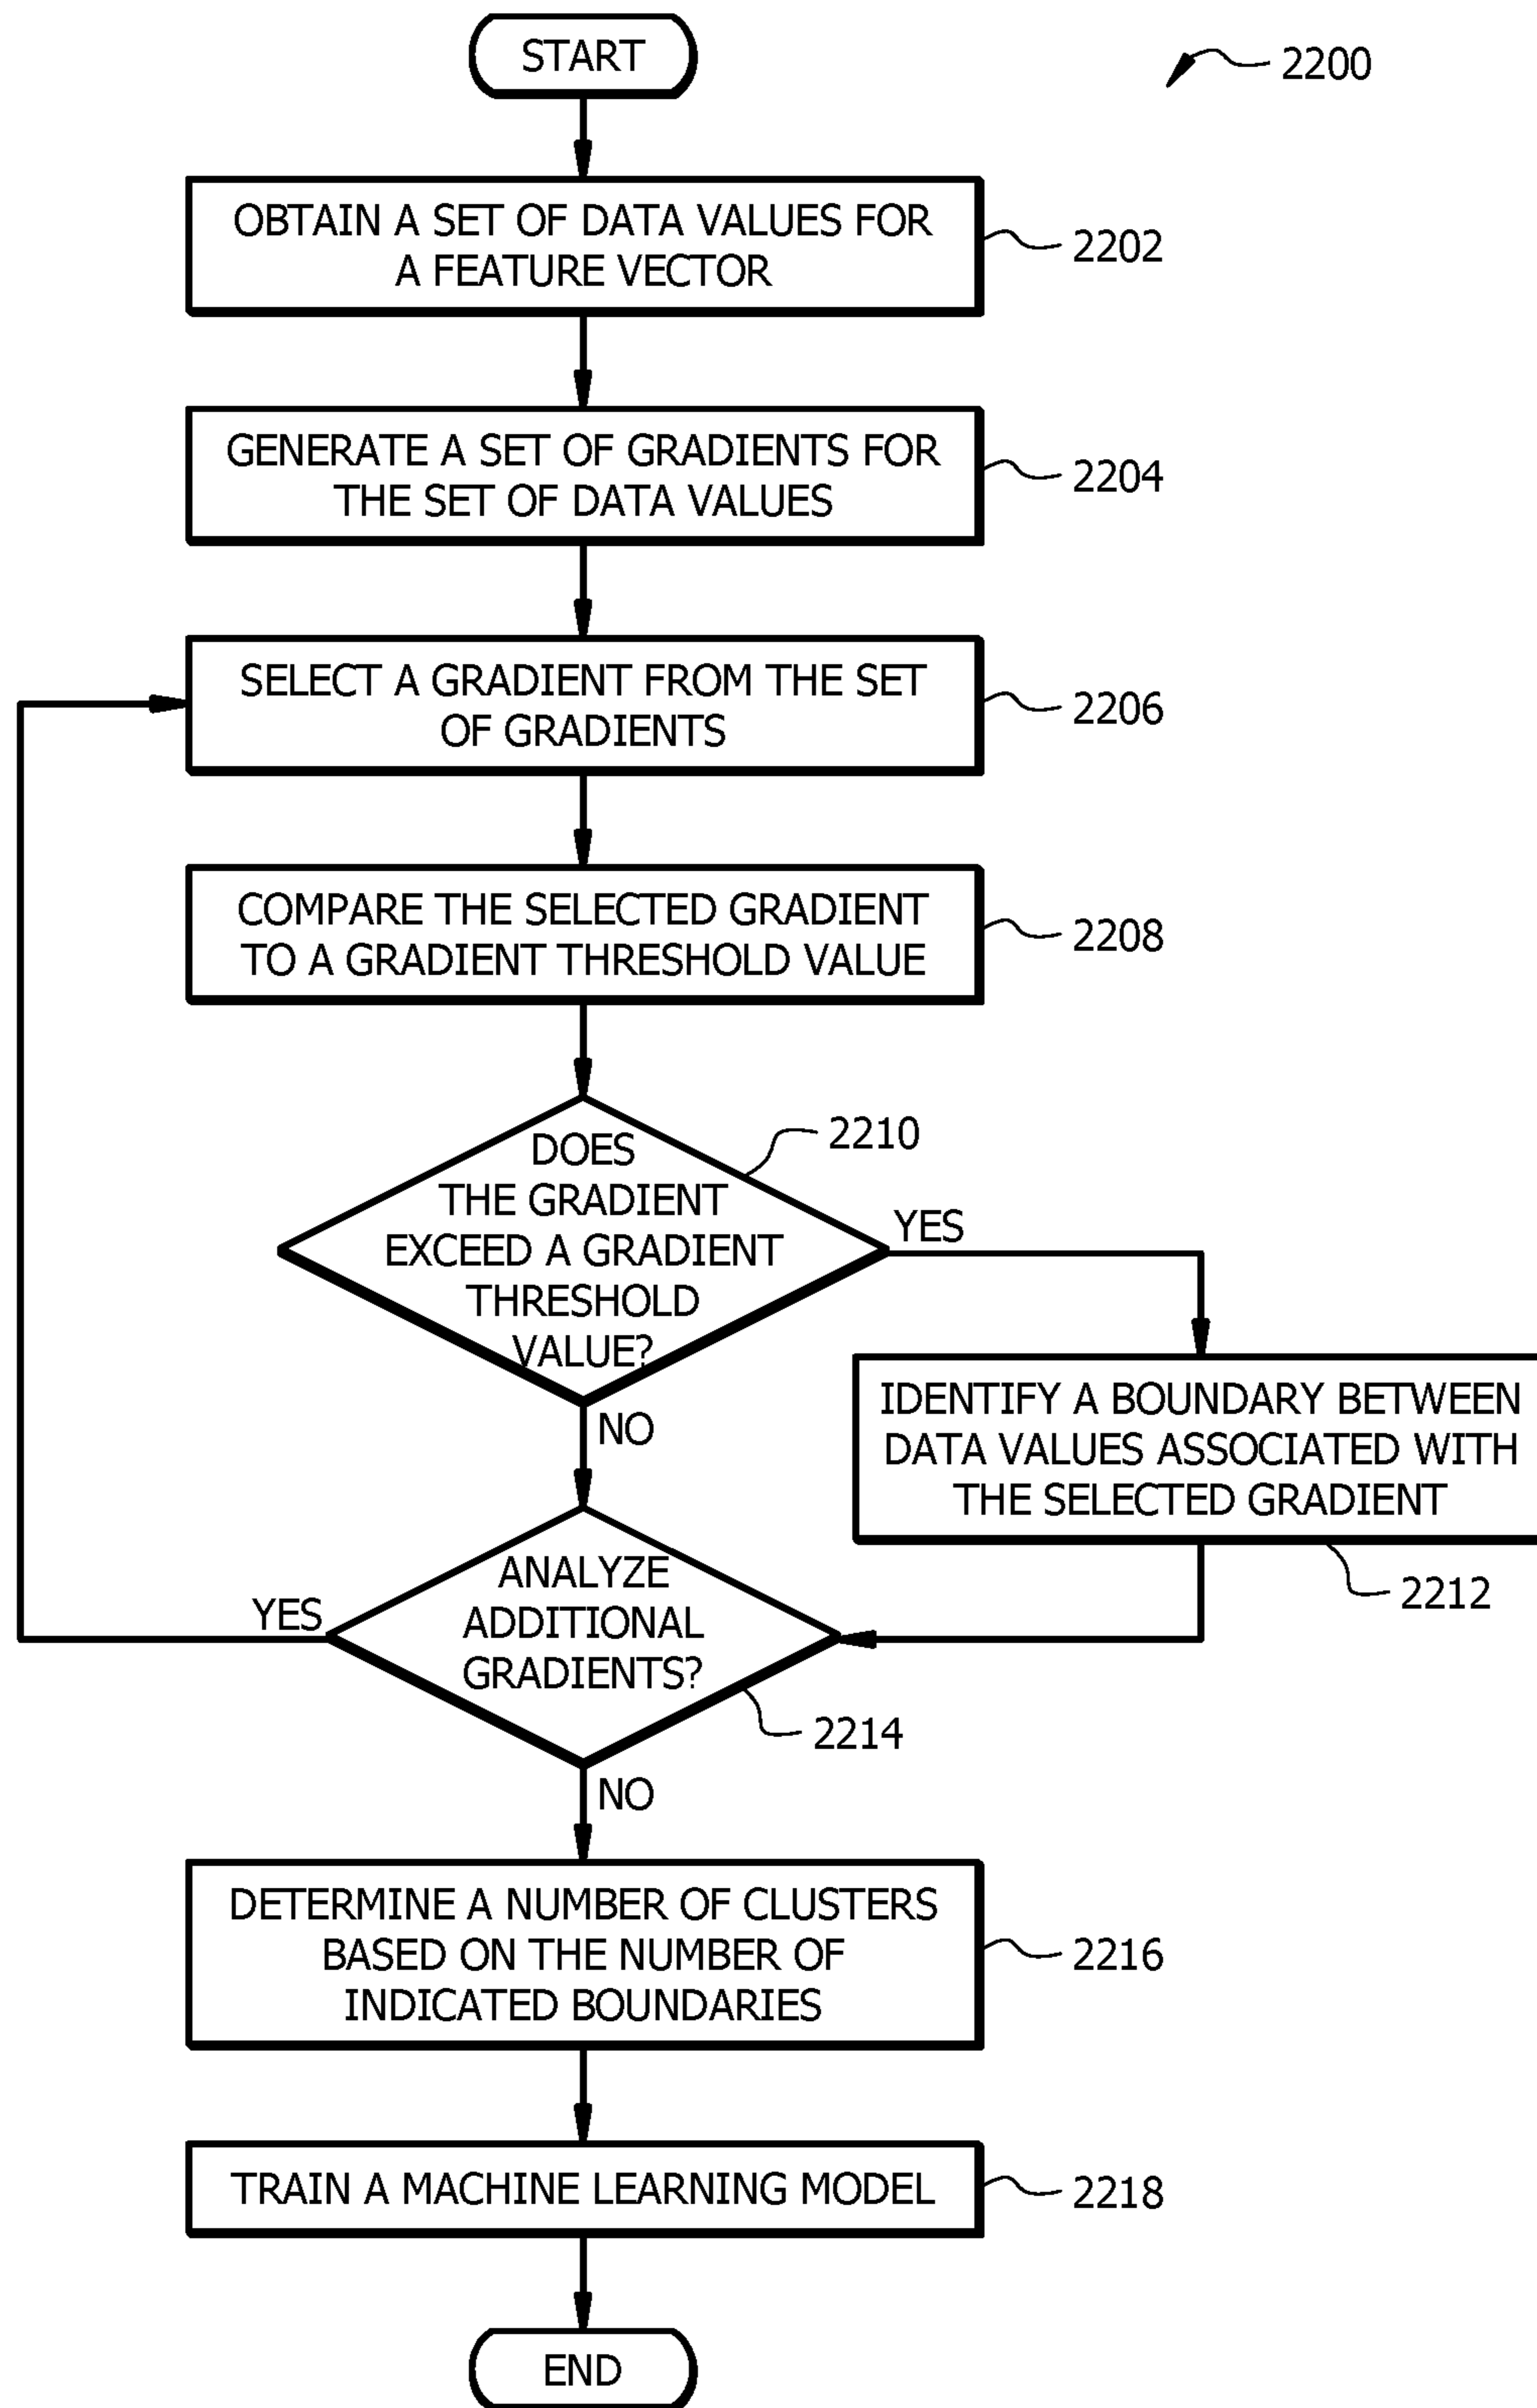 START
2200
OBTAIN A SET OF DATA VALUES FOR
A FEATURE VECTOR
2202
GENERATE A SET OF GRADIENTS FOR
THE SET OF DATA VALUES
2204
SELECT A GRADIENT FROM THE SET
OF GRADIENTS
2206
COMPARE THE SELECTED GRADIENT
TO A GRADIENT THRESHOLD VALUE
2208
DOES
THE GRADIENT
EXCEED A GRADIENT
THRESHOLD
VALUE?
2210
YES
NO
IDENTIFY A BOUNDARY BETWEEN
DATA VALUES ASSOCIATED WITH
THE SELECTED GRADIENT
2212
ANALYZE
ADDITIONAL
GRADIENTS?
YES
2214
NO
DETERMINE A NUMBER OF CLUSTERS
BASED ON THE NUMBER OF
INDICATED BOUNDARIES
2216
TRAIN A MACHINE LEARNING MODEL
2218
END